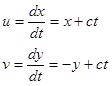 u = dx/dt = x + ct
v = dy/dt = -y + ct